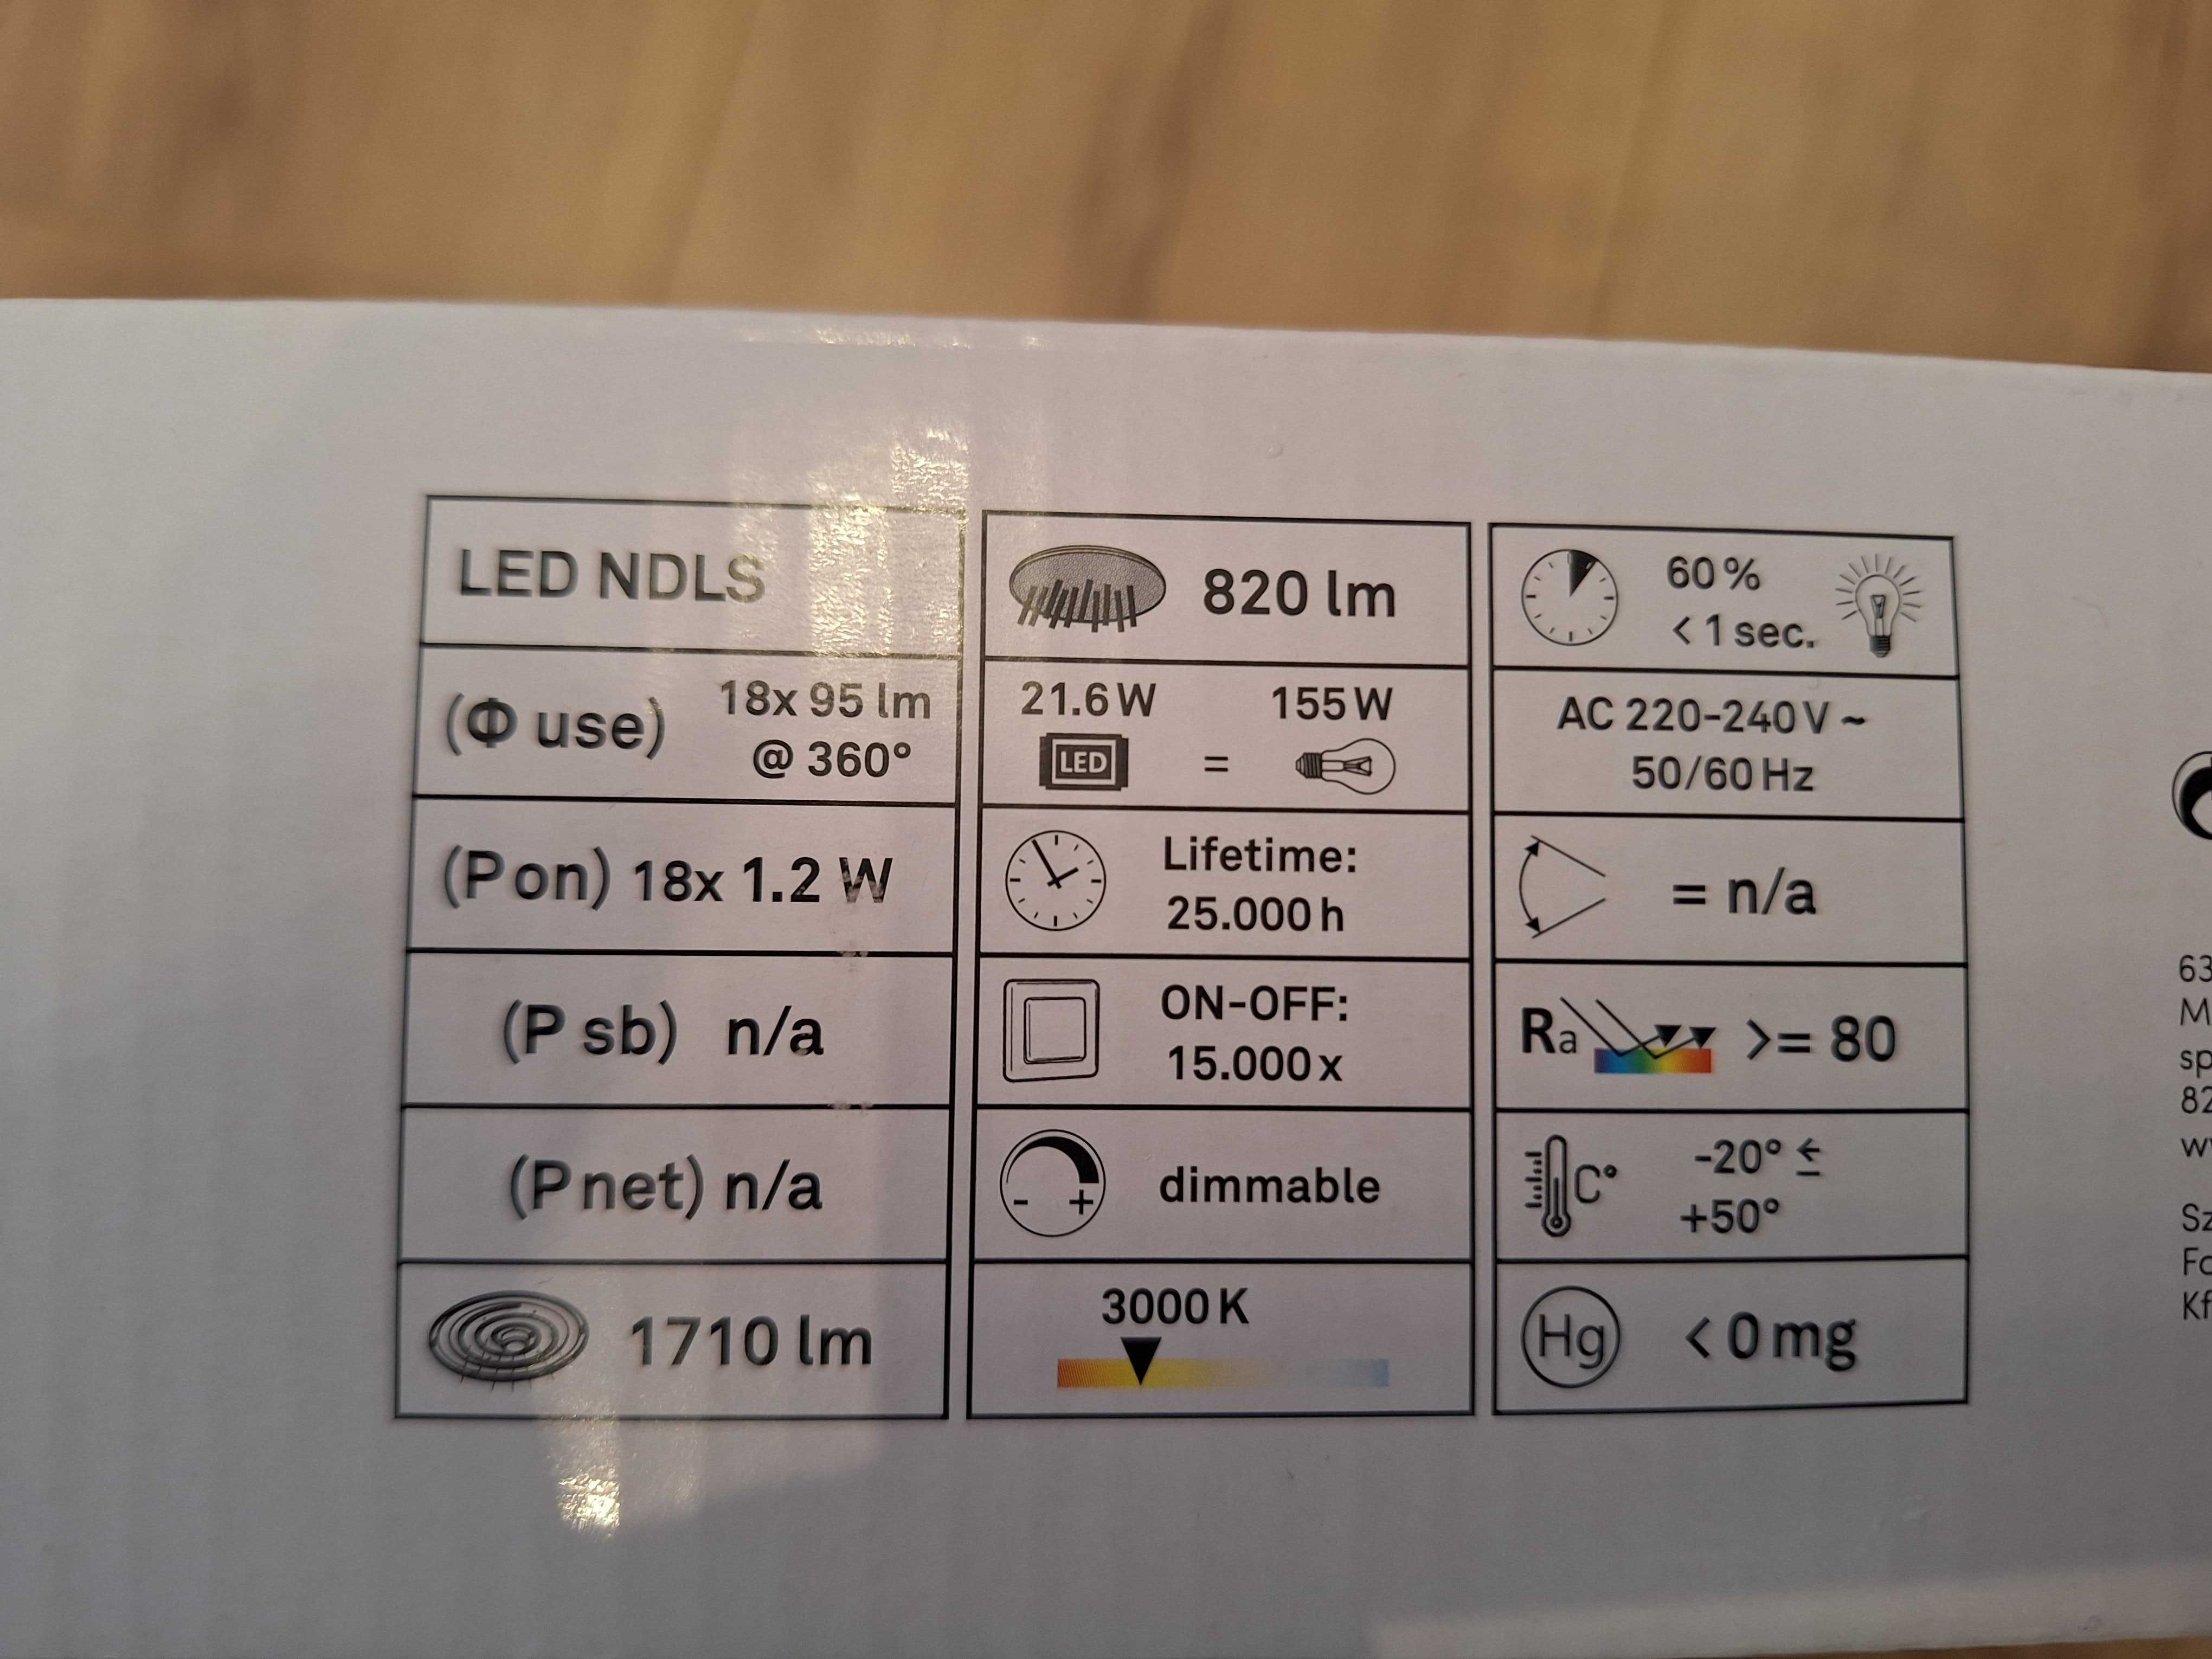 LED NDLS
(Φ use) 18x 95 lm
@ 360°
(P on) 18x 1.2 W
(P sb) n/a
(P net) n/a
1710 lm
820 lm
21.6 W 155 W
LED =
Lifetime:
25.000 h
ON-OFF:
15.000 x
- + dimmable
3000 K
60 %
< 1 sec.
AC 220-240 V ~
50/60 Hz
= n/a
Ra >= 80
C° -20° ≤
+50°
Hg < 0 mg
63
M
sp
82
Sz
Fo
Kf